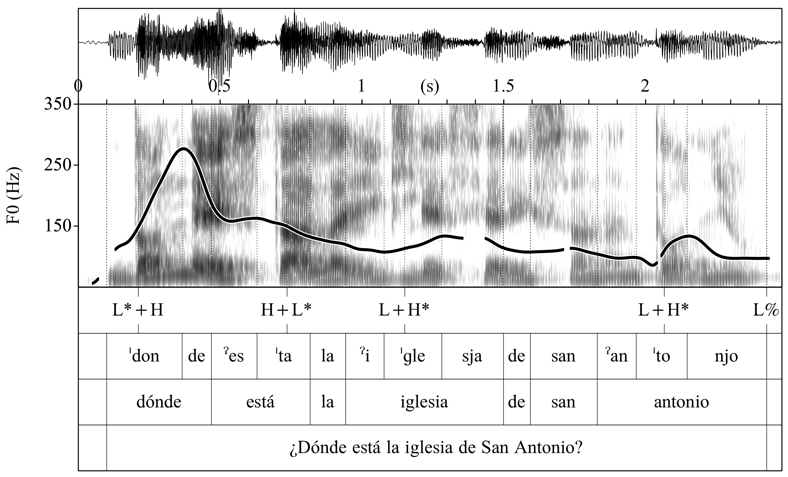 0 0.5 1 (s) 1.5 2
350
250
150
F0 (Hz)
L*+H H+L* L+H* L+H* L%
ˈdon de ˀes ˈta la ˀi ˈgle sja de san ˀan ˈto njo
dónde está la iglesia de san antonio
¿Dónde está la iglesia de San Antonio?